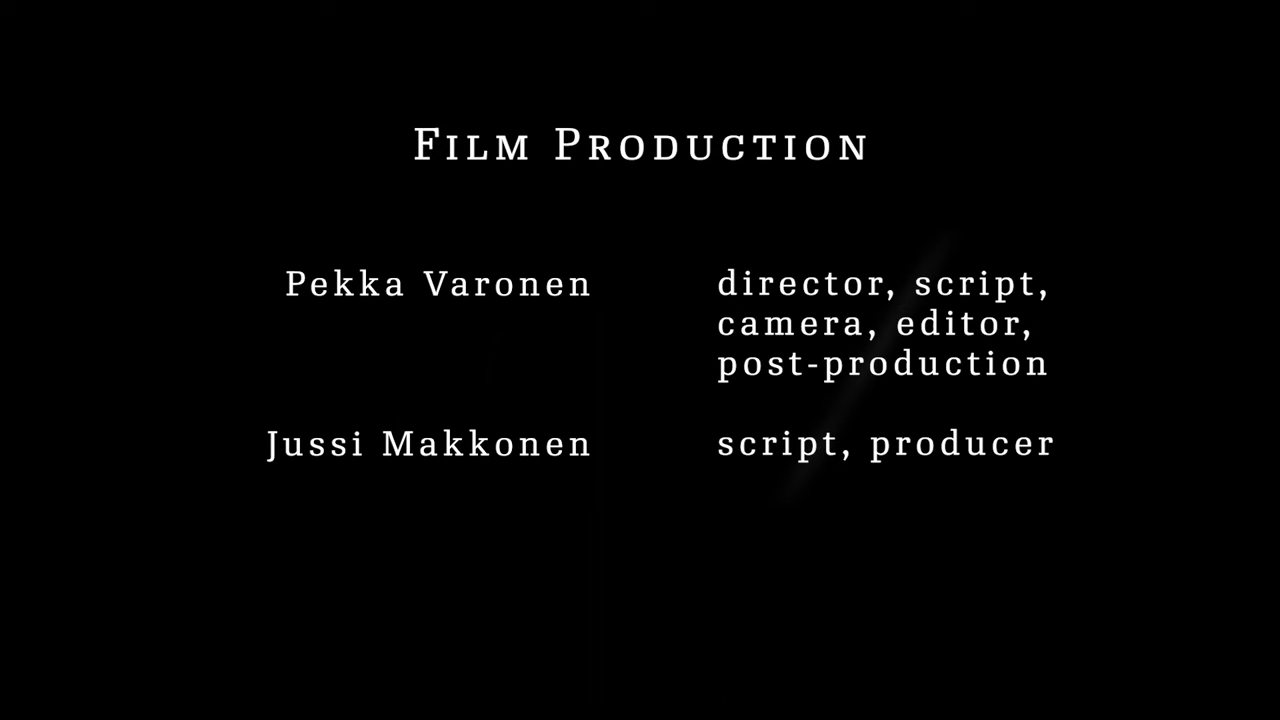 Film Production
Pekka Varonen director, script,
camera, editor,
post-production
Jussi Makkonen script, producer